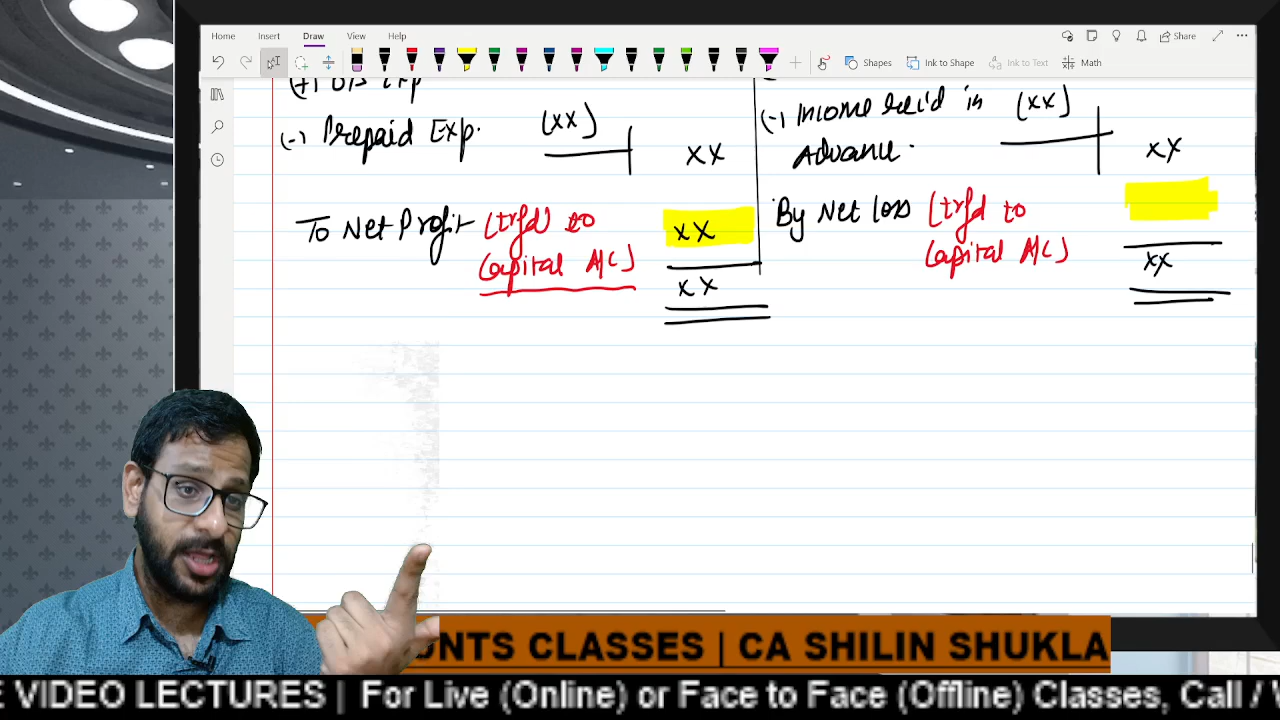 Home Insert Draw View Help Share
Shapes Ink to Shape Ink to Text Math
(+) O/s Exp
(-) Prepaid Exp. (xx)
xx
To Net Profit (trfd) to xx
Capital A/C)
xx
(-) Income rec'd in (xx)
Advance. xx
By Net Loss (trfd to
Capital A/C)
xx
UNTS CLASSES | CA SHILIN SHUKLA
E VIDEO LECTURES | For Live (Online) or Face to Face (Offline) Classes, Call /